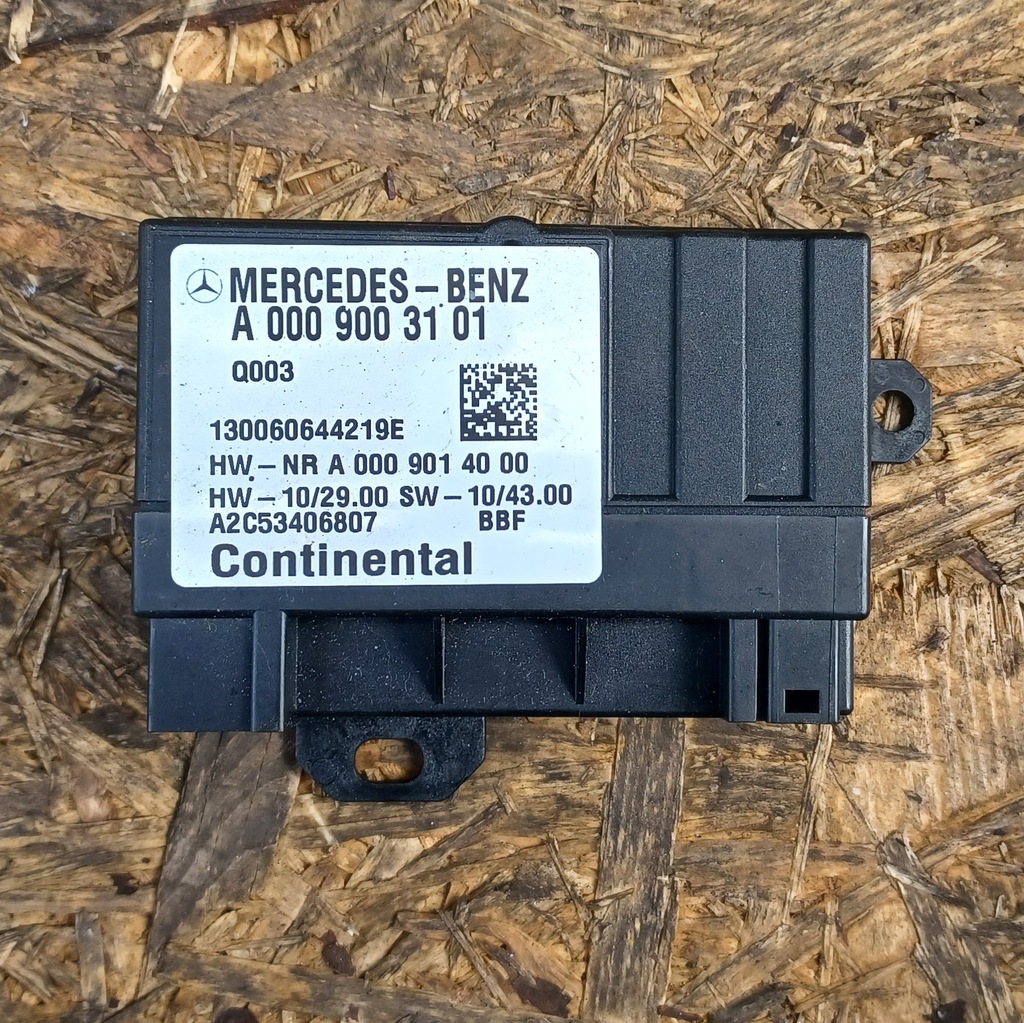 MERCEDES-BENZ
A 000 900 31 01
Q003
130060644219E
HW-NR A 000 901 40 00
HW-10/29.00 SW-10/43.00
A2C53406807 BBF
Continental